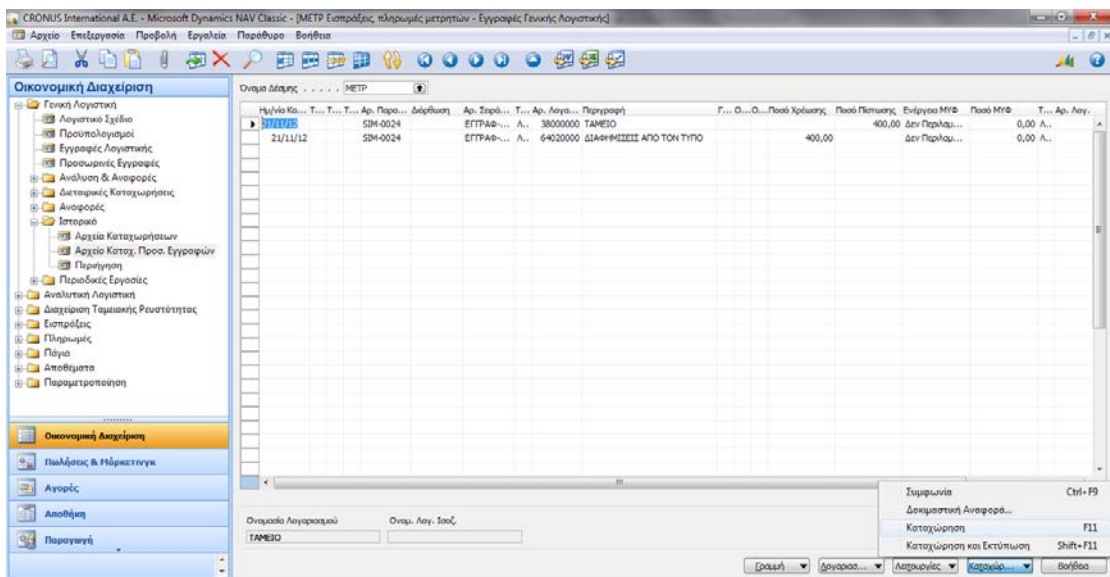 CRONUS International A.E. - Microsoft Dynamics NAV Classic - [ΜΕΤΡ Εισπράξεις, πληρωμές μετρητών - Εγγραφές Γενικής Λογιστικής]
Αρχείο Επεξεργασία Προβολή Εργαλεία Παράθυρο Βοήθεια
Οικονομική Διαχείριση
Γενική Λογιστική
Λογιστικό Σχέδιο
Προϋπολογισμοί
Εγγραφές Λογιστικής
Προσωρινές Εγγραφές
Ανάλυση & Αναφορές
Διεταιρικές Καταχωρήσεις
Αναφορές
Ιστορικό
Αρχεία Καταχωρήσεων
Αρχείο Καταχ. Προσ. Εγγραφών
Περιήγηση
Περιοδικές Εργασίες
Αναλυτική Λογιστική
Διαχείριση Ταμειακής Ρευστότητας
Εισπράξεις
Πληρωμές
Πάγια
Αποθέματα
Παραμετροποίηση
Οικονομική Διαχείριση
Πωλήσεις & Μάρκετινγκ
Αγορές
Αποθήκη
Παραγωγή
Όνομα Δέσμης . . . . . ΜΕΤΡ
Ημ/νία Κα... Τ... Τ... Τ... Αρ. Παρα... Διόρθωση Αρ. Σειρά... Τ... Αρ. Λογα... Περιγραφή Γ... Ο...Ο...Ποσό Χρέωσης Ποσό Πίστωσης Ενέργεια ΜΥΦ Ποσό ΜΥΦ Τ... Αρ. Λογ.
21/11/12 SIM-0024 ΕΓΓΡΑΦ-... Λ.. 38000000 ΤΑΜΕΙΟ 400,00 Δεν Περιλαμ... 0,00 Λ..
21/11/12 SIM-0024 ΕΓΓΡΑΦ-... Λ.. 64020000 ΔΙΑΦΗΜΙΣΕΙΣ ΑΠΟ ΤΟΝ ΤΥΠΟ 400,00 Δεν Περιλαμ... 0,00 Λ..
Ονομασία Λογαριασμού Ονομ. Λογ. Ισοζ.
ΤΑΜΕΙΟ
Συμφωνία Ctrl+F9
Δοκιμαστική Αναφορά...
Καταχώρηση F11
Καταχώρηση και Εκτύπωση Shift+F11
Γραμμή Λογαριασ... Λειτουργίες Καταχώρ... Βοήθεια